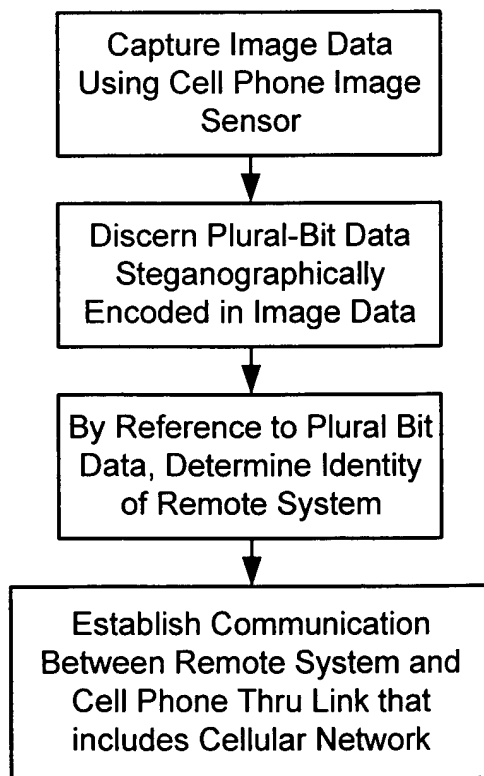 Capture Image Data
Using Cell Phone Image
Sensor
Discern Plural-Bit Data
Steganographically
Encoded in Image Data
By Reference to Plural Bit
Data, Determine Identity
of Remote System
Establish Communication
Between Remote System and
Cell Phone Thru Link that
includes Cellular Network